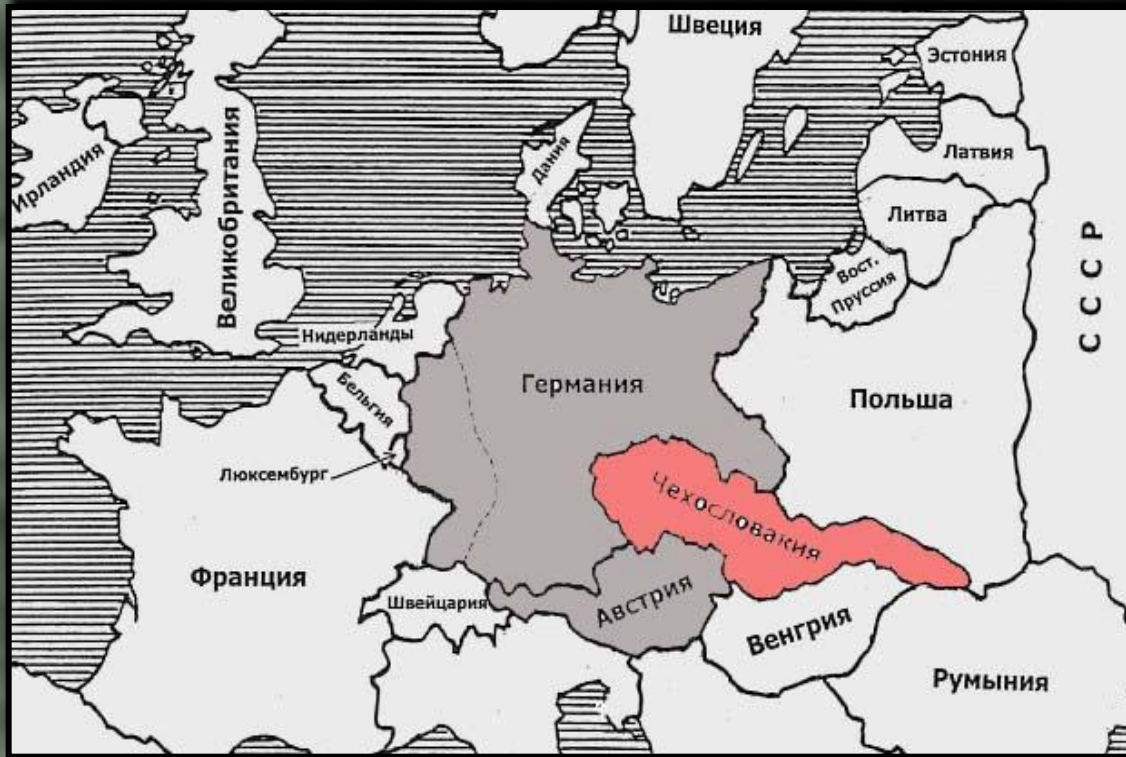 Швеция
Эстония
Латвия
Литва
Вост.
Пруссия
СССР
Ирландия
Великобритания
Дания
Нидерланды
Бельгия
Люксембург
Германия
Польша
Чехословакия
Франция
Швейцария
Австрия
Венгрия
Румыния